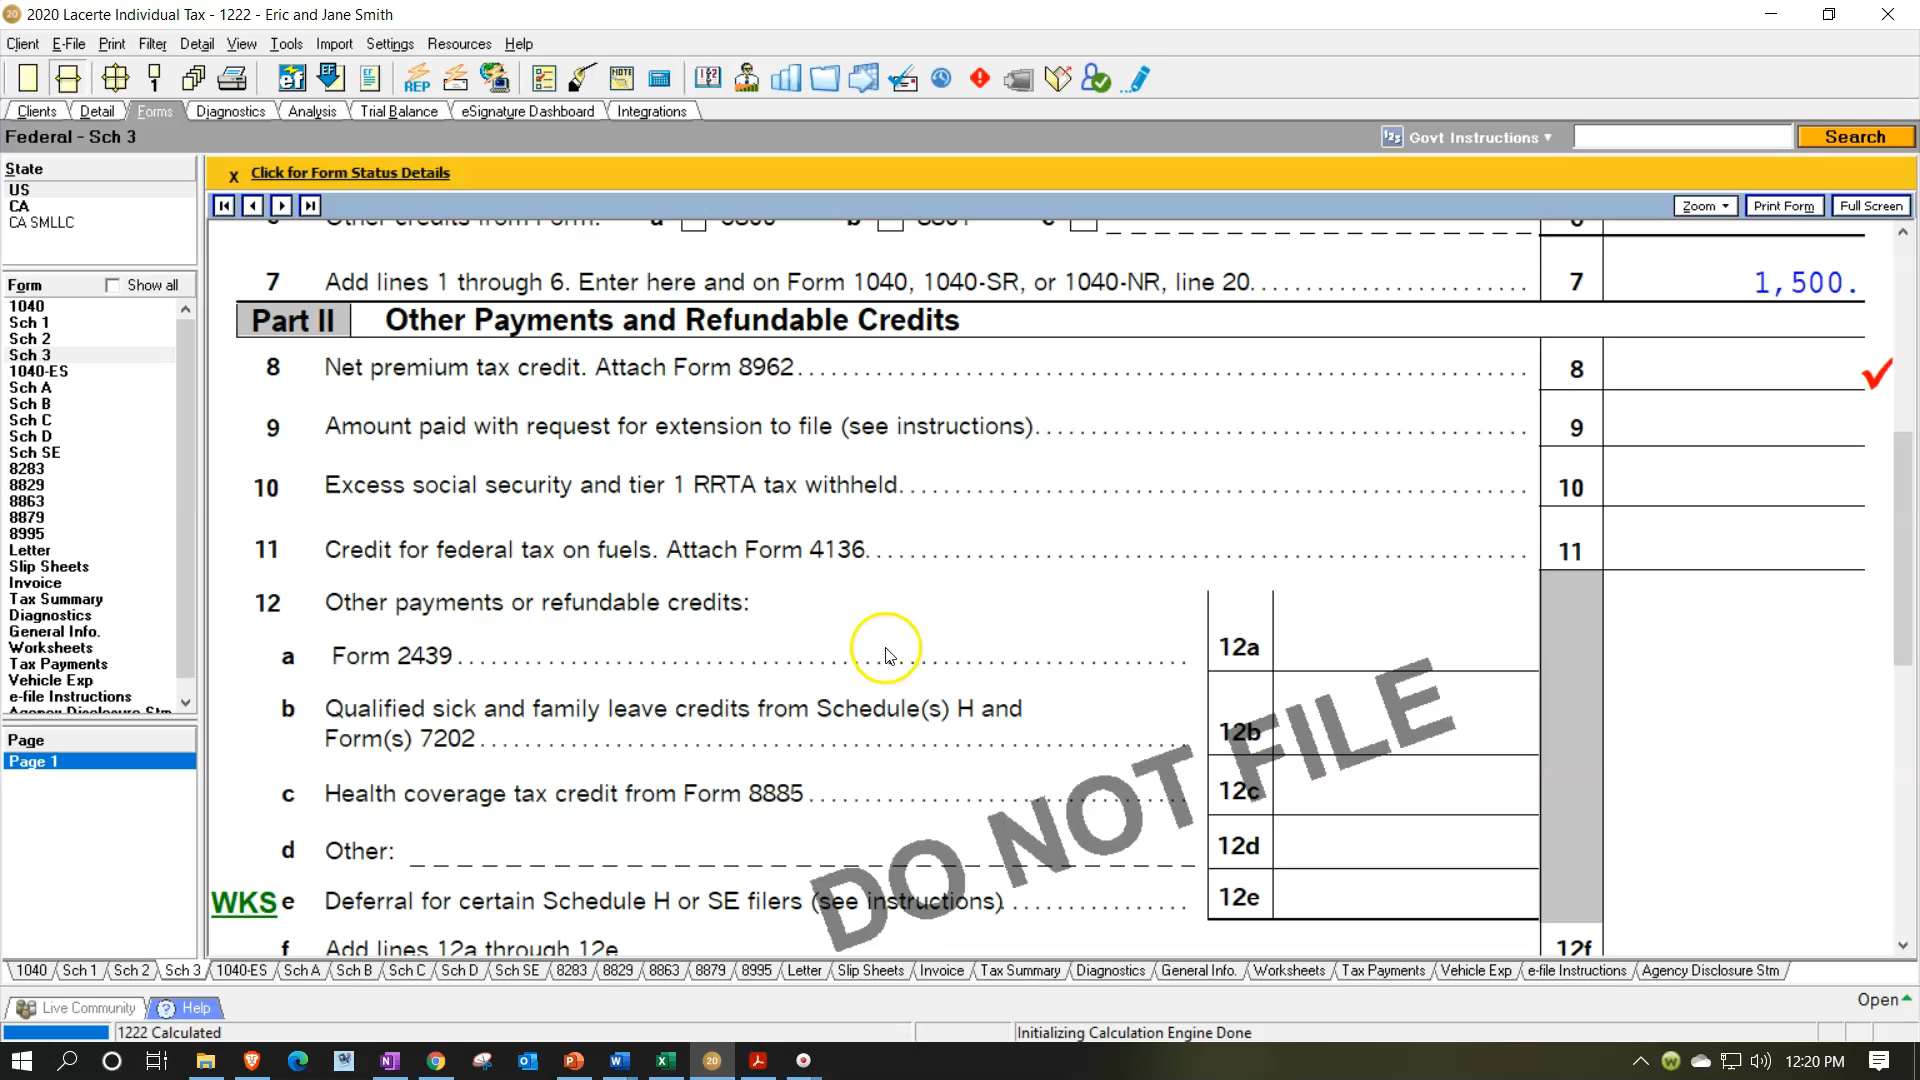 2020 Lacerte Individual Tax - 1222 - Eric and Jane Smith
Client E-File Print Filter Detail View Tools Import Settings Resources Help
Clients Detail Forms Diagnostics Analysis Trial Balance eSignature Dashboard Integrations
Federal - Sch 3
Govt Instructions
Search
State
US
CA
CA SMLLC
x Click for Form Status Details
Zoom Print Form Full Screen
Form Show all
1040
Sch 1
Sch 2
Sch 3
1040-ES
Sch A
Sch B
Sch C
Sch D
Sch SE
8283
8829
8863
8879
8995
Letter
Slip Sheets
Invoice
Tax Summary
Diagnostics
General Info.
Worksheets
Tax Payments
Vehicle Exp
e-file Instructions
Agency Disclosure Stm
Page
Page 1
6 Other credits from Form: a 3800 b 8801 c 6
7 Add lines 1 through 6. Enter here and on Form 1040, 1040-SR, or 1040-NR, line 20. 7 1,500.
Part II Other Payments and Refundable Credits
8 Net premium tax credit. Attach Form 8962 8
9 Amount paid with request for extension to file (see instructions) 9
10 Excess social security and tier 1 RRTA tax withheld 10
11 Credit for federal tax on fuels. Attach Form 4136 11
12 Other payments or refundable credits:
a Form 2439 12a
b Qualified sick and family leave credits from Schedule(s) H and
Form(s) 7202 12b
c Health coverage tax credit from Form 8885 12c
d Other: 12d
WKS e Deferral for certain Schedule H or SE filers (see instructions) 12e
f Add lines 12a through 12e 12f
DO NOT FILE
1040 Sch 1 Sch 2 Sch 3 1040-ES Sch A Sch B Sch C Sch D Sch SE 8283 8829 8863 8879 8995 Letter Slip Sheets Invoice Tax Summary Diagnostics General Info. Worksheets Tax Payments Vehicle Exp e-file Instructions Agency Disclosure Stm
Live Community Help
Open
1222 Calculated
Initializing Calculation Engine Done
12:20 PM